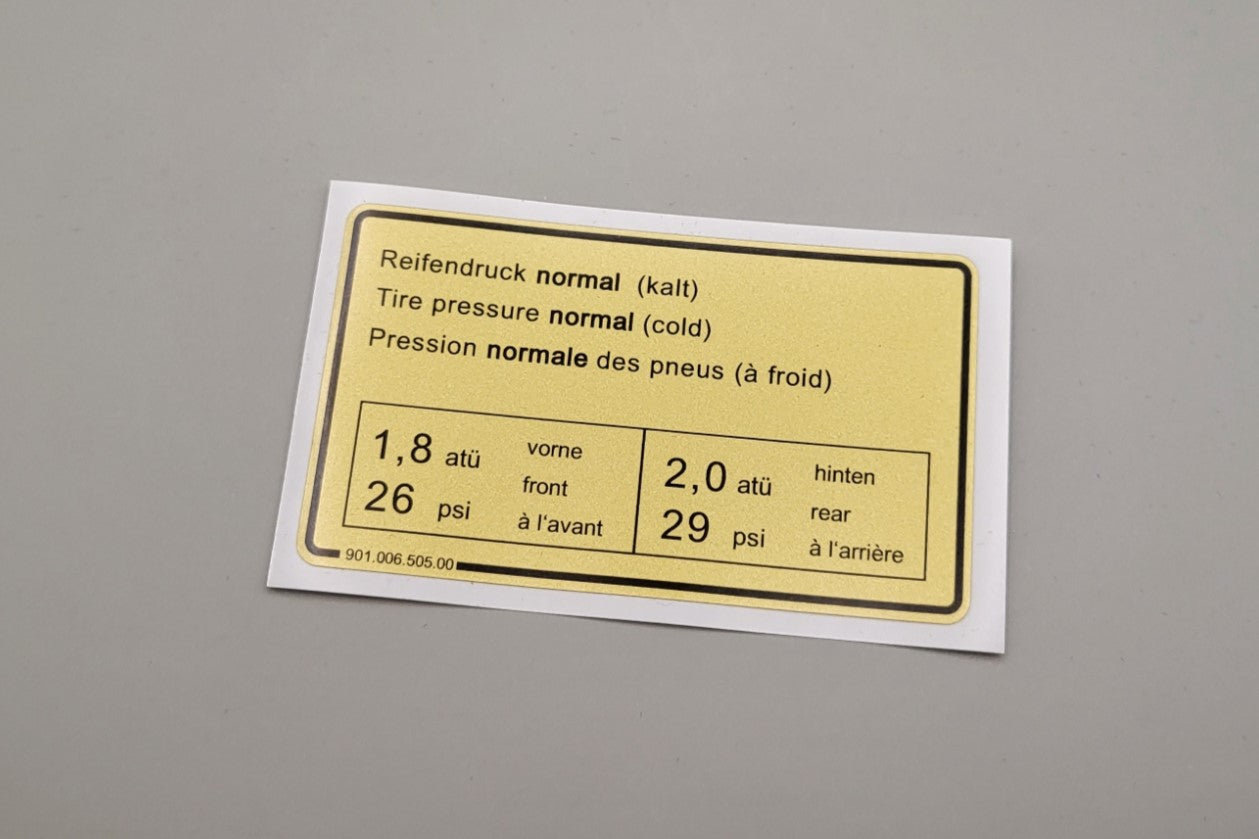 Reifendruck normal (kalt)
Tire pressure normal (cold)
Pression normale des pneus (à froid)
1,8 atü vorne
front
26 psi à l‘avant
2,0 atü hinten
rear
29 psi à l‘arrière
901.006.505.00